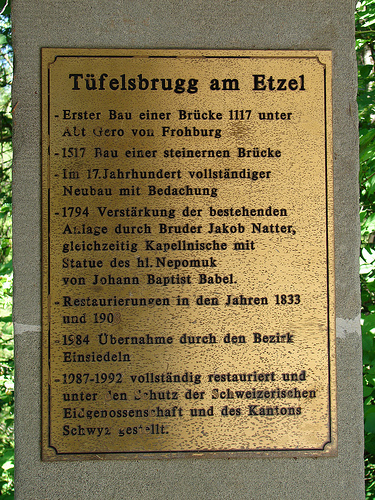 Tüfelsbrugg am Etzel
- Erster Bau einer Brücke 1117 unter
Abt Gero von Frohburg
- 1517 Bau einer steinernen Brücke
- Im 17. Jahrhundert vollständiger
Neubau mit Bedachung
- 1794 Verstärkung der bestehenden
Anlage durch Bruder Jakob Natter,
gleichzeitig Kapellnische mit
Statue des hl. Nepomuk
von Johann Baptist Babel.
- Restaurierungen in den Jahren 1833
und
- 1984 Übernahme durch den Bezirk
Einsiedeln
- 1987-1992 vollständig restauriert und
unter den Schutz der Schweizerischen
Eidgenossenschaft und des Kantons
Schwyz gestellt.